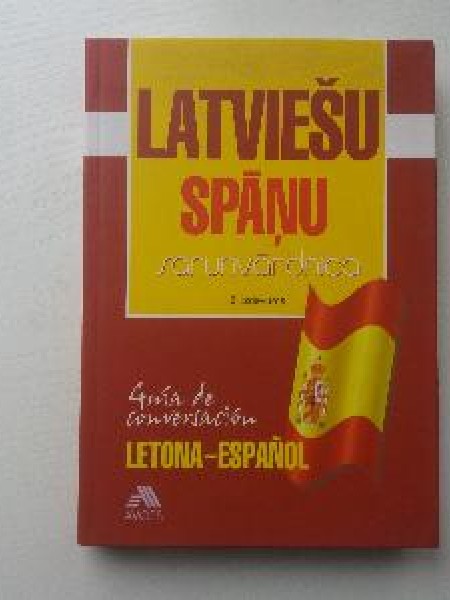 LATVIEŠU
SPĀŅU
sarunvārdnīca
Guía de
conversación
LETONA-ESPAÑOL